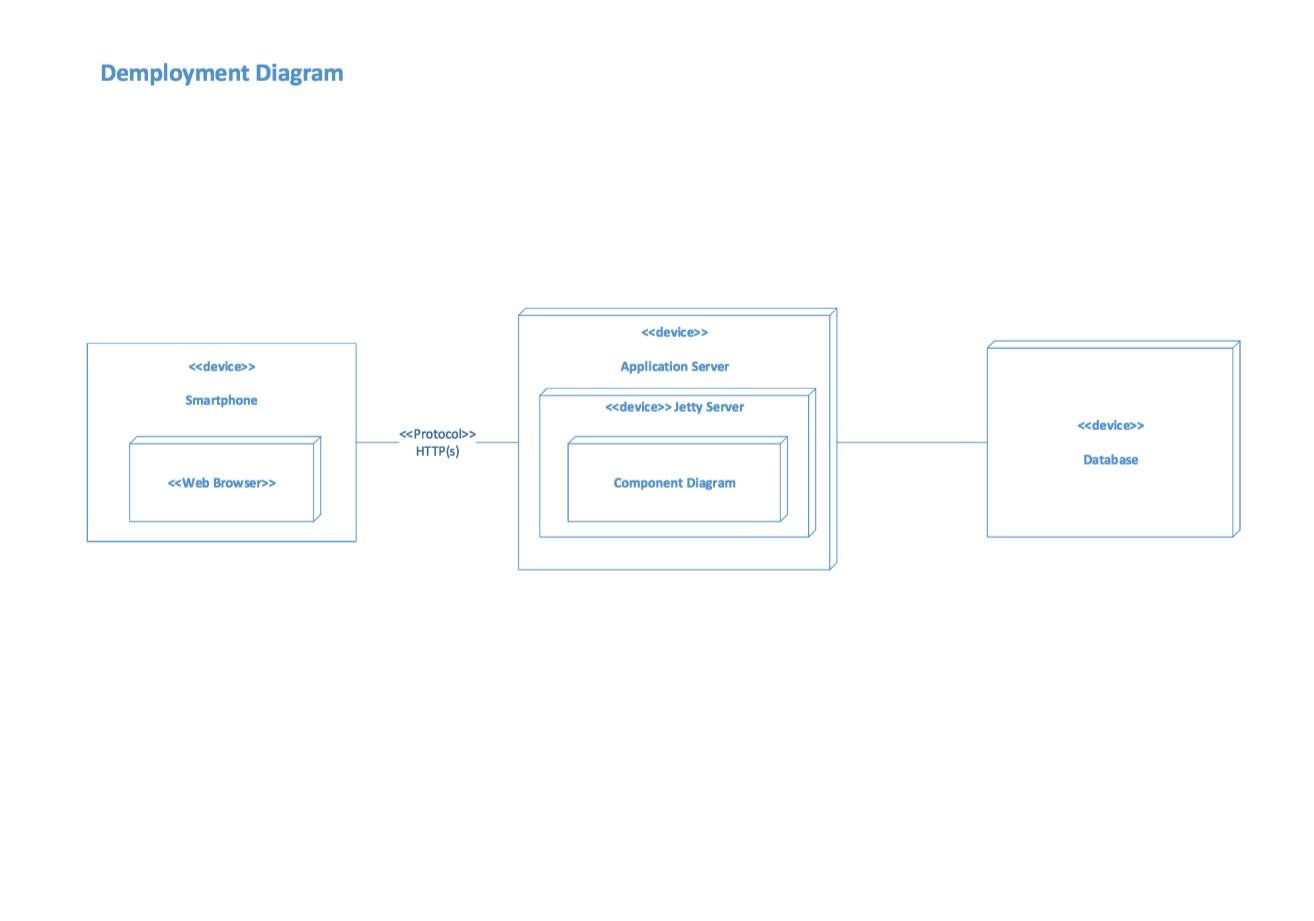 Demployment Diagram
<<device>>
Smartphone
<<Web Browser>>
<<Protocol>>
HTTP(s)
<<device>>
Application Server
<<device>> Jetty Server
Component Diagram
<<device>>
Database